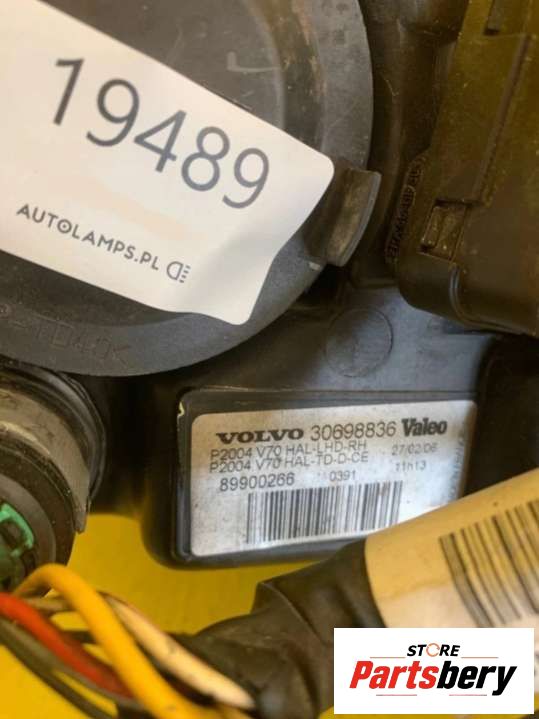 19489
AUTOLAMPS.PL
VOLVO 30698836 Valeo
P2004 V70 HAL-LHD-RH 27/02/06
P2004 V70 HAL-TD-D-CE 11h13
89900266 0391
STORE
Partsbery